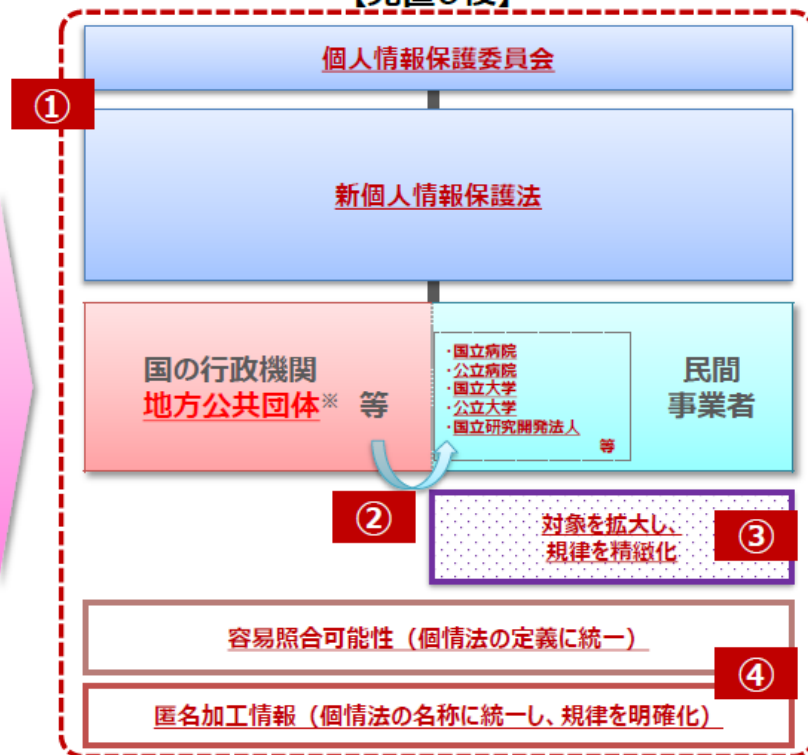 【見直し後】
個人情報保護委員会
①
新個人情報保護法
国の行政機関
地方公共団体※ 等
・国立病院
・公立病院
・国立大学
・公立大学
・国立研究開発法人
等
民間
事業者
②
対象を拡大し、
規律を精緻化
③
容易照合可能性（個情法の定義に統一）
④
匿名加工情報（個情法の名称に統一し、規律を明確化）